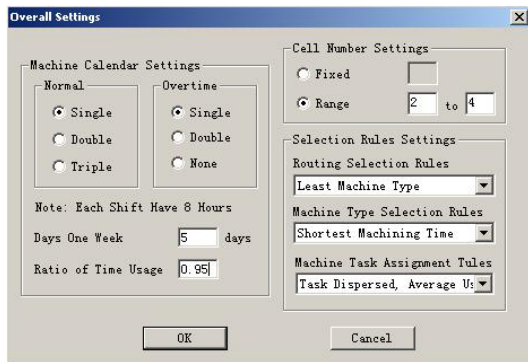 Overall Settings
Machine Calendar Settings
Normal
Single
Double
Triple
Overtime
Single
Double
None
Note: Each Shift Have 8 Hours
Days One Week 5 days
Ratio of Time Usage 0.95
Cell Number Settings
Fixed
Range 2 to 4
Selection Rules Settings
Routing Selection Rules
Least Machine Type
Machine Type Selection Rules
Shortest Machining Time
Machine Task Assignment Tules
Task Dispersed, Average Us
OK
Cancel